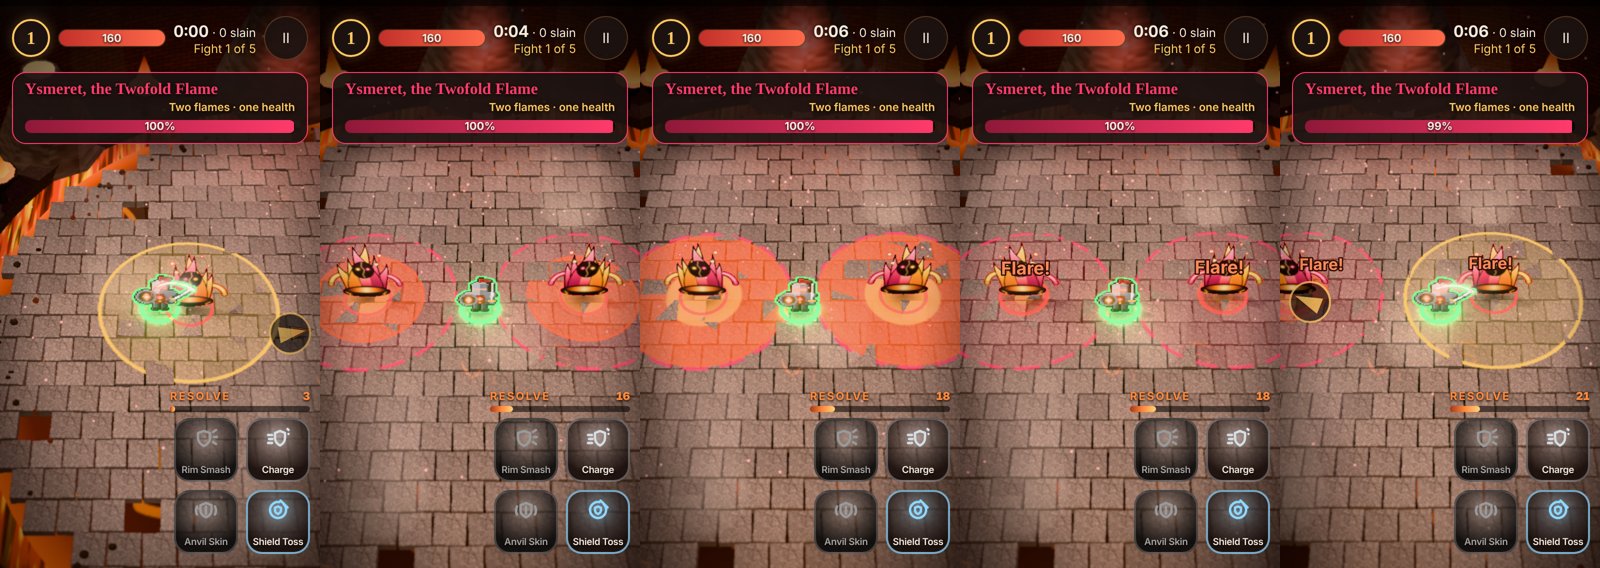 1
160
0:00 · 0 slain
Fight 1 of 5
Ysmeret, the Twofold Flame
Two flames · one health
100%
RESOLVE 3
Rim Smash
Charge
Anvil Skin
Shield Toss
1
160
0:04 · 0 slain
Fight 1 of 5
Ysmeret, the Twofold Flame
Two flames · one health
100%
RESOLVE 16
Rim Smash
Charge
Anvil Skin
Shield Toss
1
160
0:06 · 0 slain
Fight 1 of 5
Ysmeret, the Twofold Flame
Two flames · one health
100%
RESOLVE 18
Rim Smash
Charge
Anvil Skin
Shield Toss
1
160
0:06 · 0 slain
Fight 1 of 5
Ysmeret, the Twofold Flame
Two flames · one health
100%
Flare!
Flare!
RESOLVE 18
Rim Smash
Charge
Anvil Skin
Shield Toss
1
160
0:06 · 0 slain
Fight 1 of 5
Ysmeret, the Twofold Flame
Two flames · one health
99%
Flare!
Flare!
RESOLVE 21
Rim Smash
Charge
Anvil Skin
Shield Toss